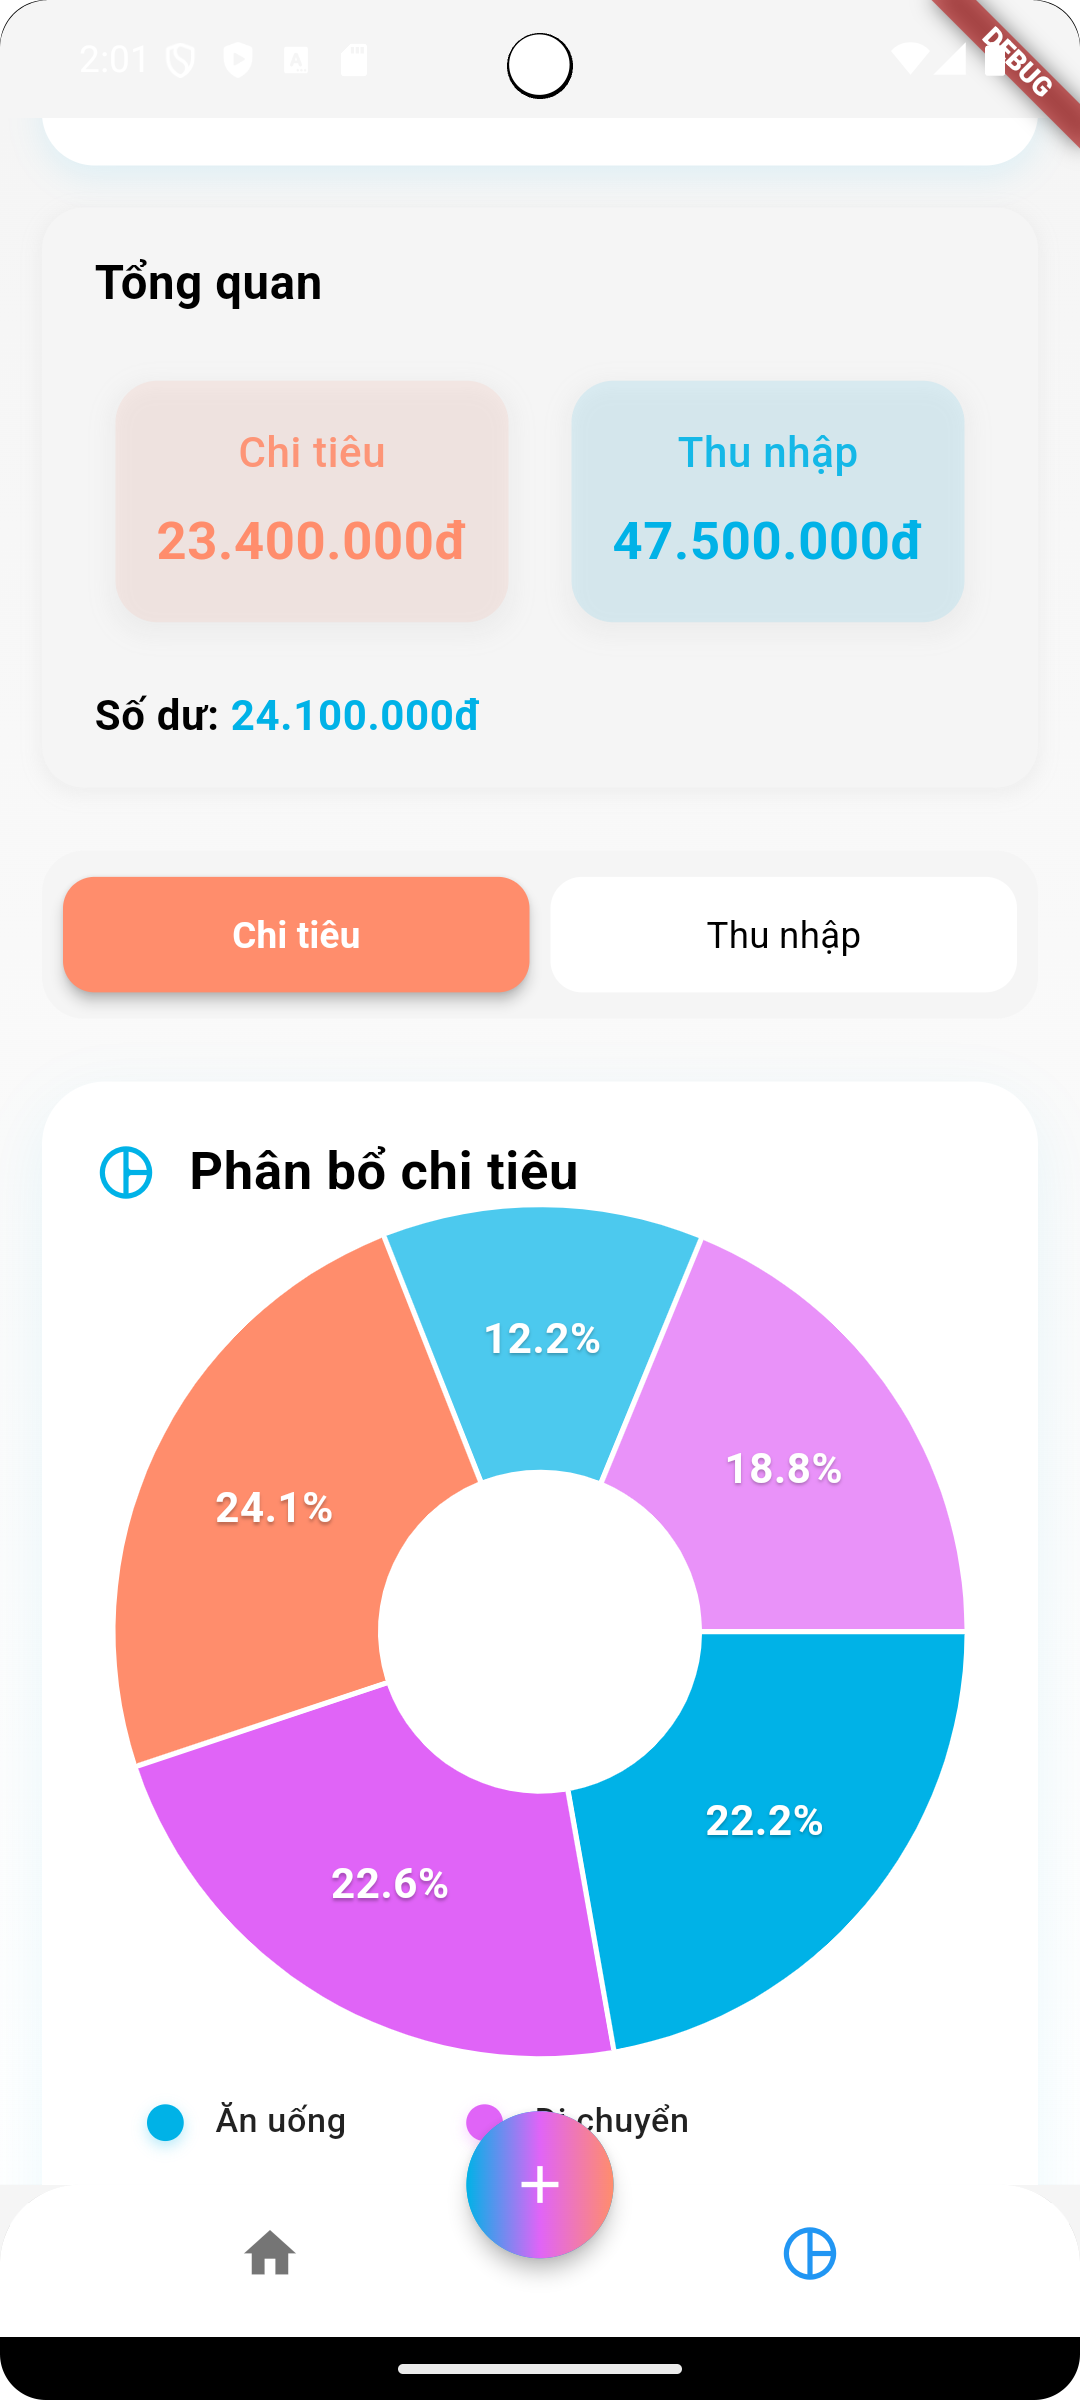 2:01
DEBUG
Tổng quan
Chi tiêu
Thu nhập
23.400.000đ
47.500.000đ
Số dư: 24.100.000đ
Chi tiêu
Thu nhập
Phân bổ chi tiêu
12.2%
18.8%
24.1%
22.2%
22.6%
Ăn uống
Di chuyển